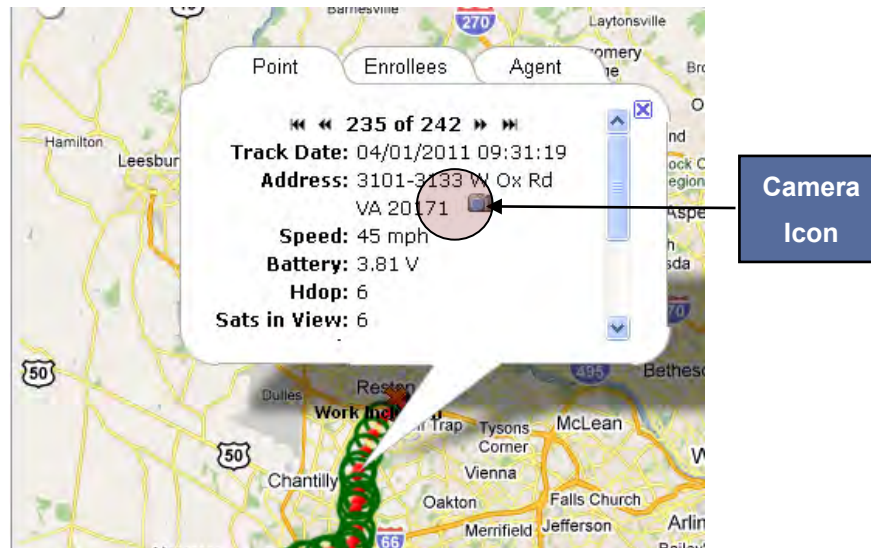 Barnesville
270
Laytonsville
Point
Enrollees
Agent
235 of 242
Track Date: 04/01/2011 09:31:19
Address: 3101-3133 W Ox Rd
VA 20171
Speed: 45 mph
Battery: 3.81 V
Hdop: 6
Sats in View: 6
Hamilton
Leesbur
Camera
Icon
50
495
Dulles
Reston
McLean
Tysons
Corner
50
Chantilly
Vienna
Oakton
Falls Church
66
Merrifield
Jefferson
Arlin